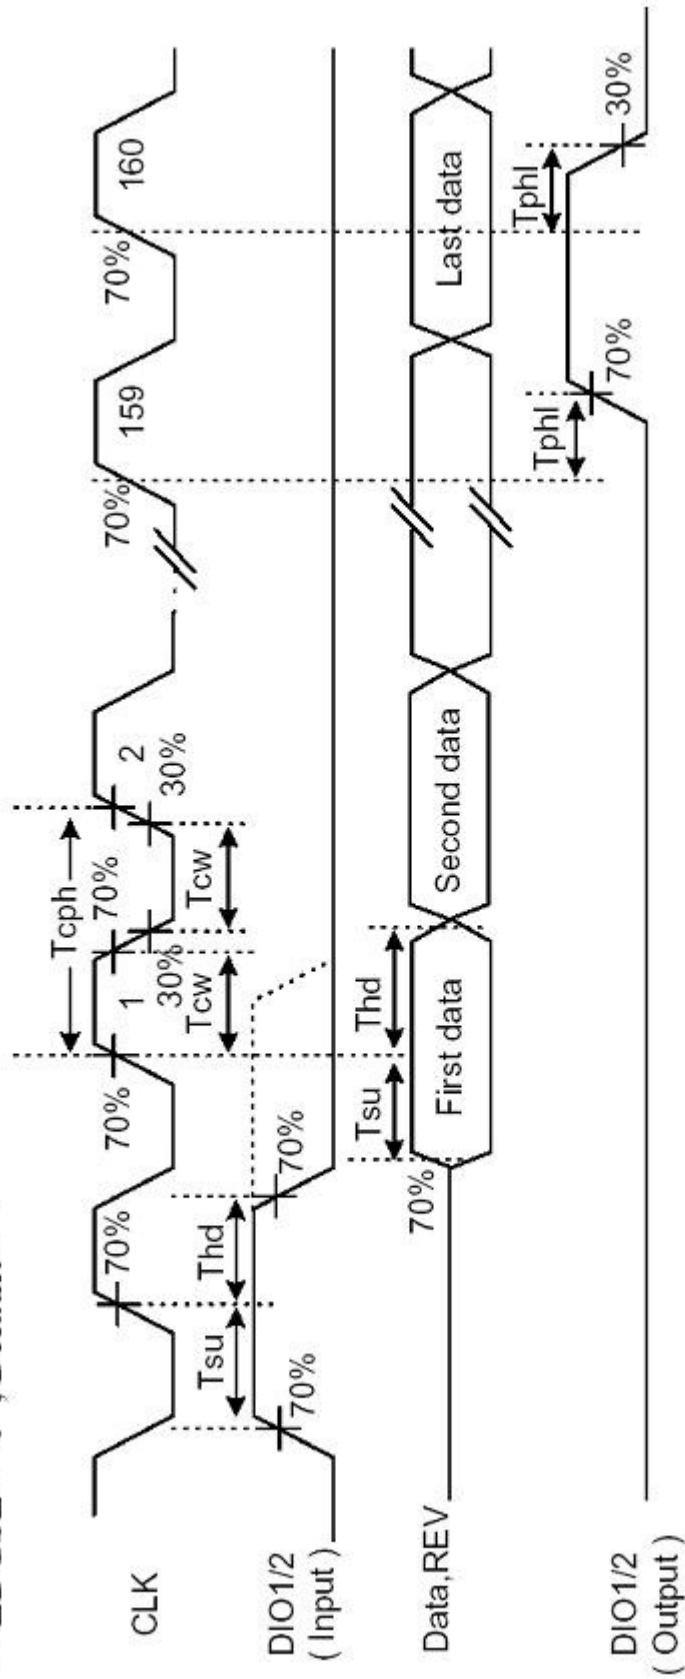 CLK
70%
70%
1
30%
Tcph
70%
2
30%
70%
159
70%
160
Tcw
Tcw
DIO1/2
( Input )
Tsu
Thd
70%
70%
Data,REV
70%
Tsu
Thd
First data
Second data
Last data
DIO1/2
( Output )
Tphl
70%
Tphl
30%